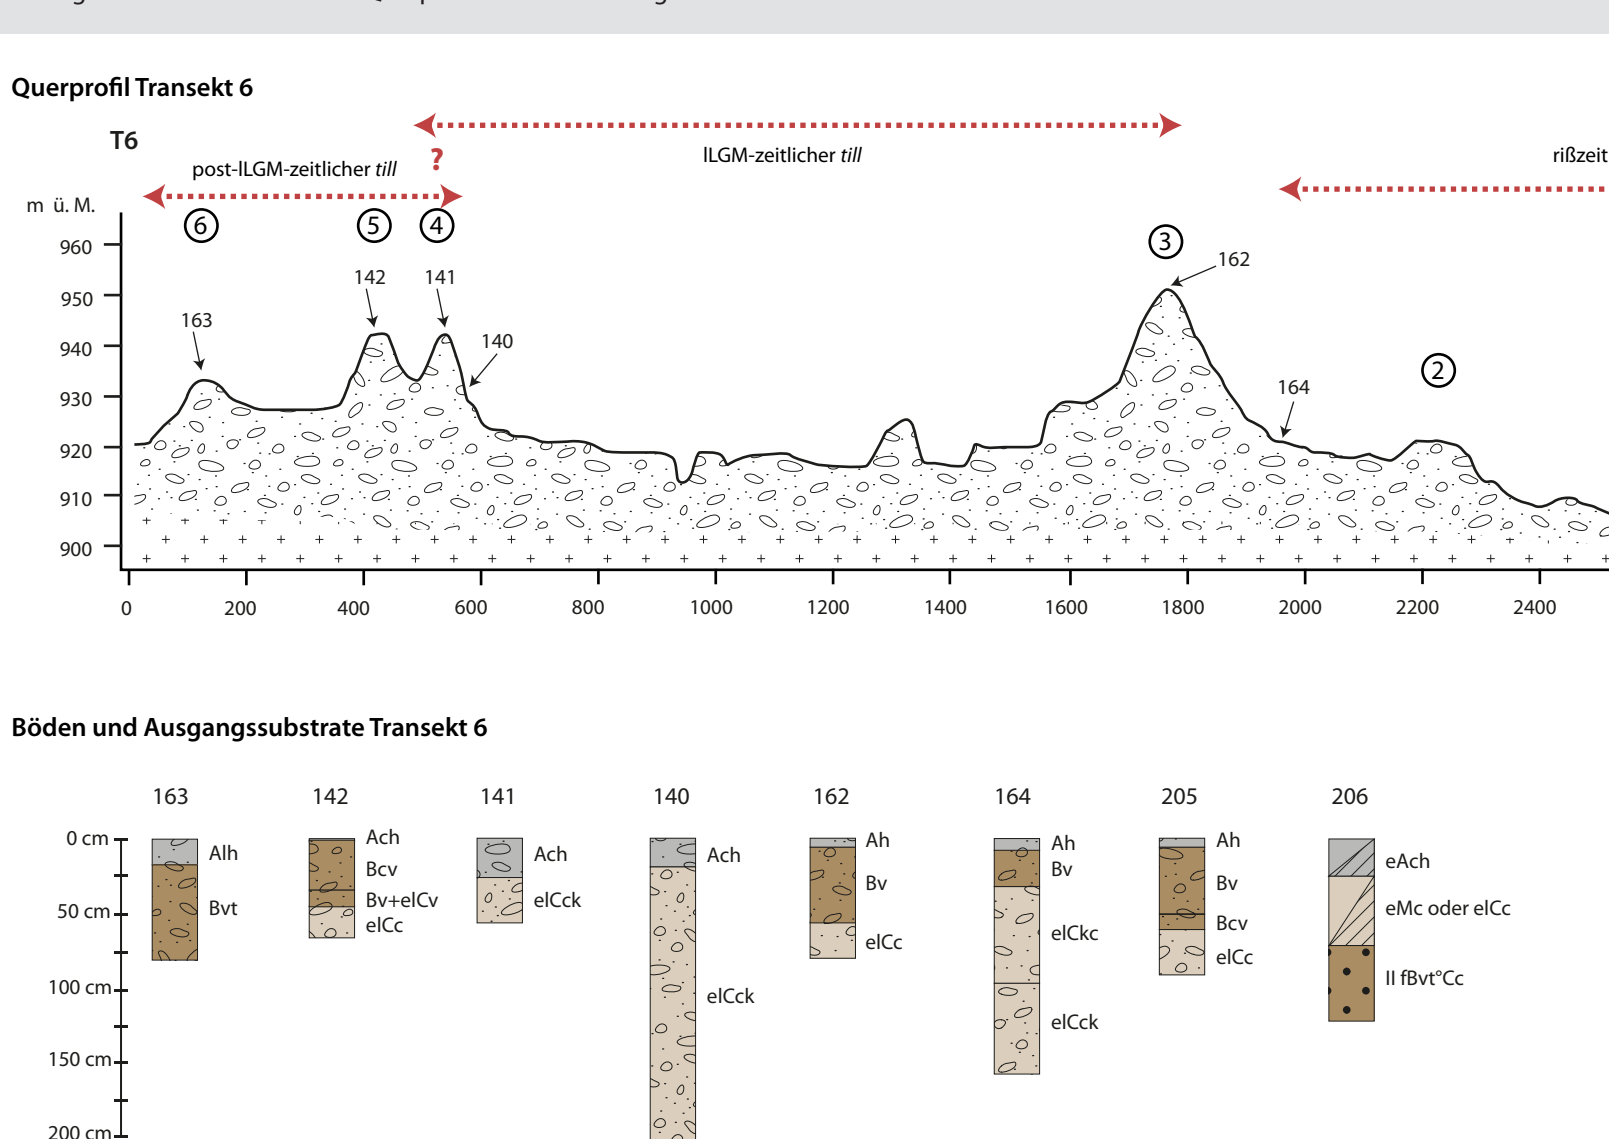 Querprofil Transekt 6
T6
?
post-lLGM-zeitlicher till
lLGM-zeitlicher till
rißzeit
m ü. M.
6
5
4
3
2
960
950
940
930
920
910
900
163
142
141
140
162
164
0
200
400
600
800
1000
1200
1400
1600
1800
2000
2200
2400
Böden und Ausgangssubstrate Transekt 6
163
142
141
140
162
164
205
206
0 cm
50 cm
100 cm
150 cm
200 cm
Alh
Bvt
Ach
Bcv
Bv+elCv
elCc
Ach
elCck
Ach
elCck
Ah
Bv
elCc
Ah
Bv
elCkc
elCck
Ah
Bv
Bcv
elCc
eAch
eMc oder elCc
II fBvt°Cc